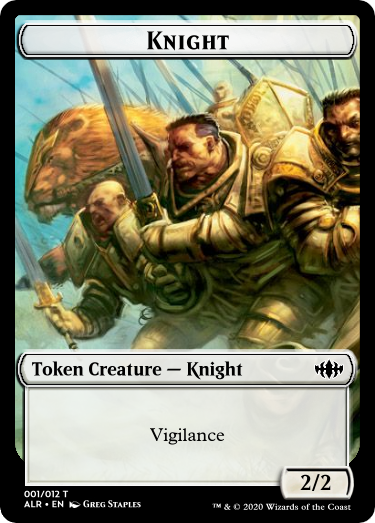 Knight
Token Creature — Knight
Vigilance
2/2
001/012 T
ALR • EN Greg Staples
™ & © 2020 Wizards of the Coast